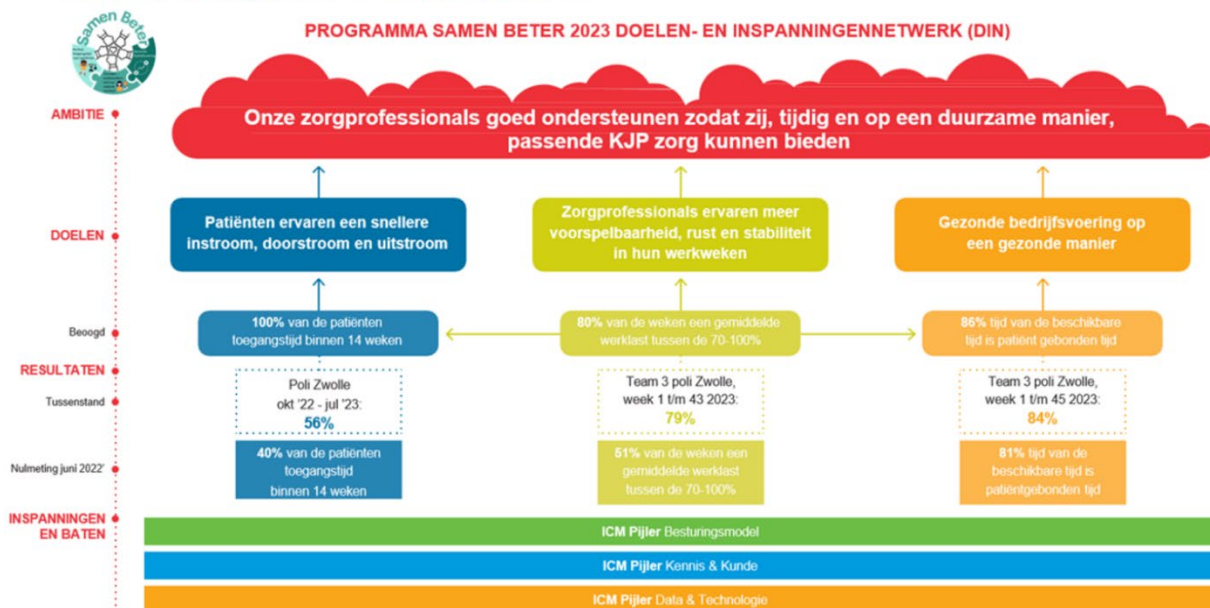 Samen Beter
PROGRAMMA SAMEN BETER 2023 DOELEN- EN INSPANNINGENNETWERK (DIN)
AMBITIE
Onze zorgprofessionals goed ondersteunen zodat zij, tijdig en op een duurzame manier,
passende KJP zorg kunnen bieden
DOELEN
Patiënten ervaren een snellere
instroom, doorstroom en uitstroom
Zorgprofessionals ervaren meer
voorspelbaarheid, rust en stabiliteit
in hun werkweken
Gezonde bedrijfsvoering op
een gezonde manier
Beoogd
100% van de patiënten
toegangstijd binnen 14 weken
80% van de weken een gemiddelde
werklast tussen de 70-100%
86% tijd van de beschikbare
tijd is patiënt gebonden tijd
RESULTATEN
Tussenstand
Poli Zwolle
okt '22 - jul '23:
56%
Team 3 poli Zwolle,
week 1 t/m 43 2023:
79%
Team 3 poli Zwolle,
week 1 t/m 45 2023:
84%
Nulmeting juni 2022'
40% van de patiënten
toegangstijd
binnen 14 weken
51% van de weken een
gemiddelde werklast
tussen de 70-100%
81% tijd van de
beschikbare tijd is
patiëntgebonden tijd
INSPANNINGEN
EN BATEN
ICM Pijler Besturingsmodel
ICM Pijler Kennis & Kunde
ICM Pijler Data & Technologie